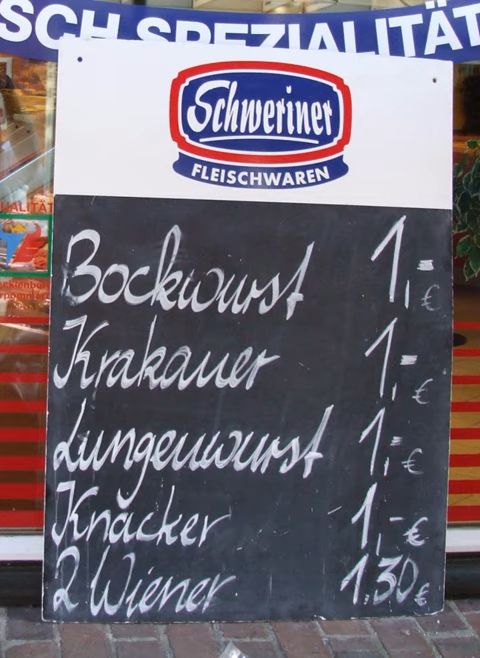 SCH SPEZIALITÄT
Schweriner
FLEISCHWAREN
Bockwurst 1,= €
Krakauer 1,= €
Lungenwurst 1,= €
Knacker 1,- €
2 Wiener 1,30 €